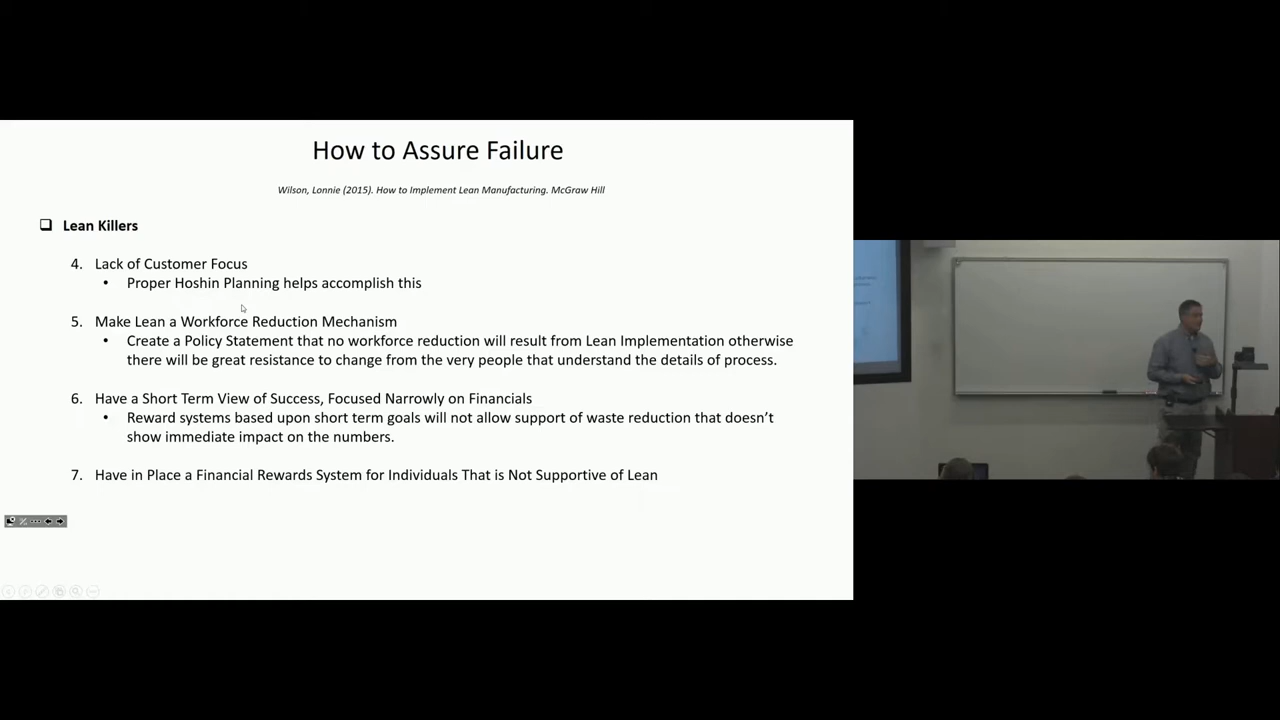 How to Assure Failure
Wilson, Lonnie (2015). How to Implement Lean Manufacturing. McGraw Hill
Lean Killers
4. Lack of Customer Focus
• Proper Hoshin Planning helps accomplish this
5. Make Lean a Workforce Reduction Mechanism
• Create a Policy Statement that no workforce reduction will result from Lean Implementation otherwise
there will be great resistance to change from the very people that understand the details of process.
6. Have a Short Term View of Success, Focused Narrowly on Financials
• Reward systems based upon short term goals will not allow support of waste reduction that doesn’t
show immediate impact on the numbers.
7. Have in Place a Financial Rewards System for Individuals That is Not Supportive of Lean